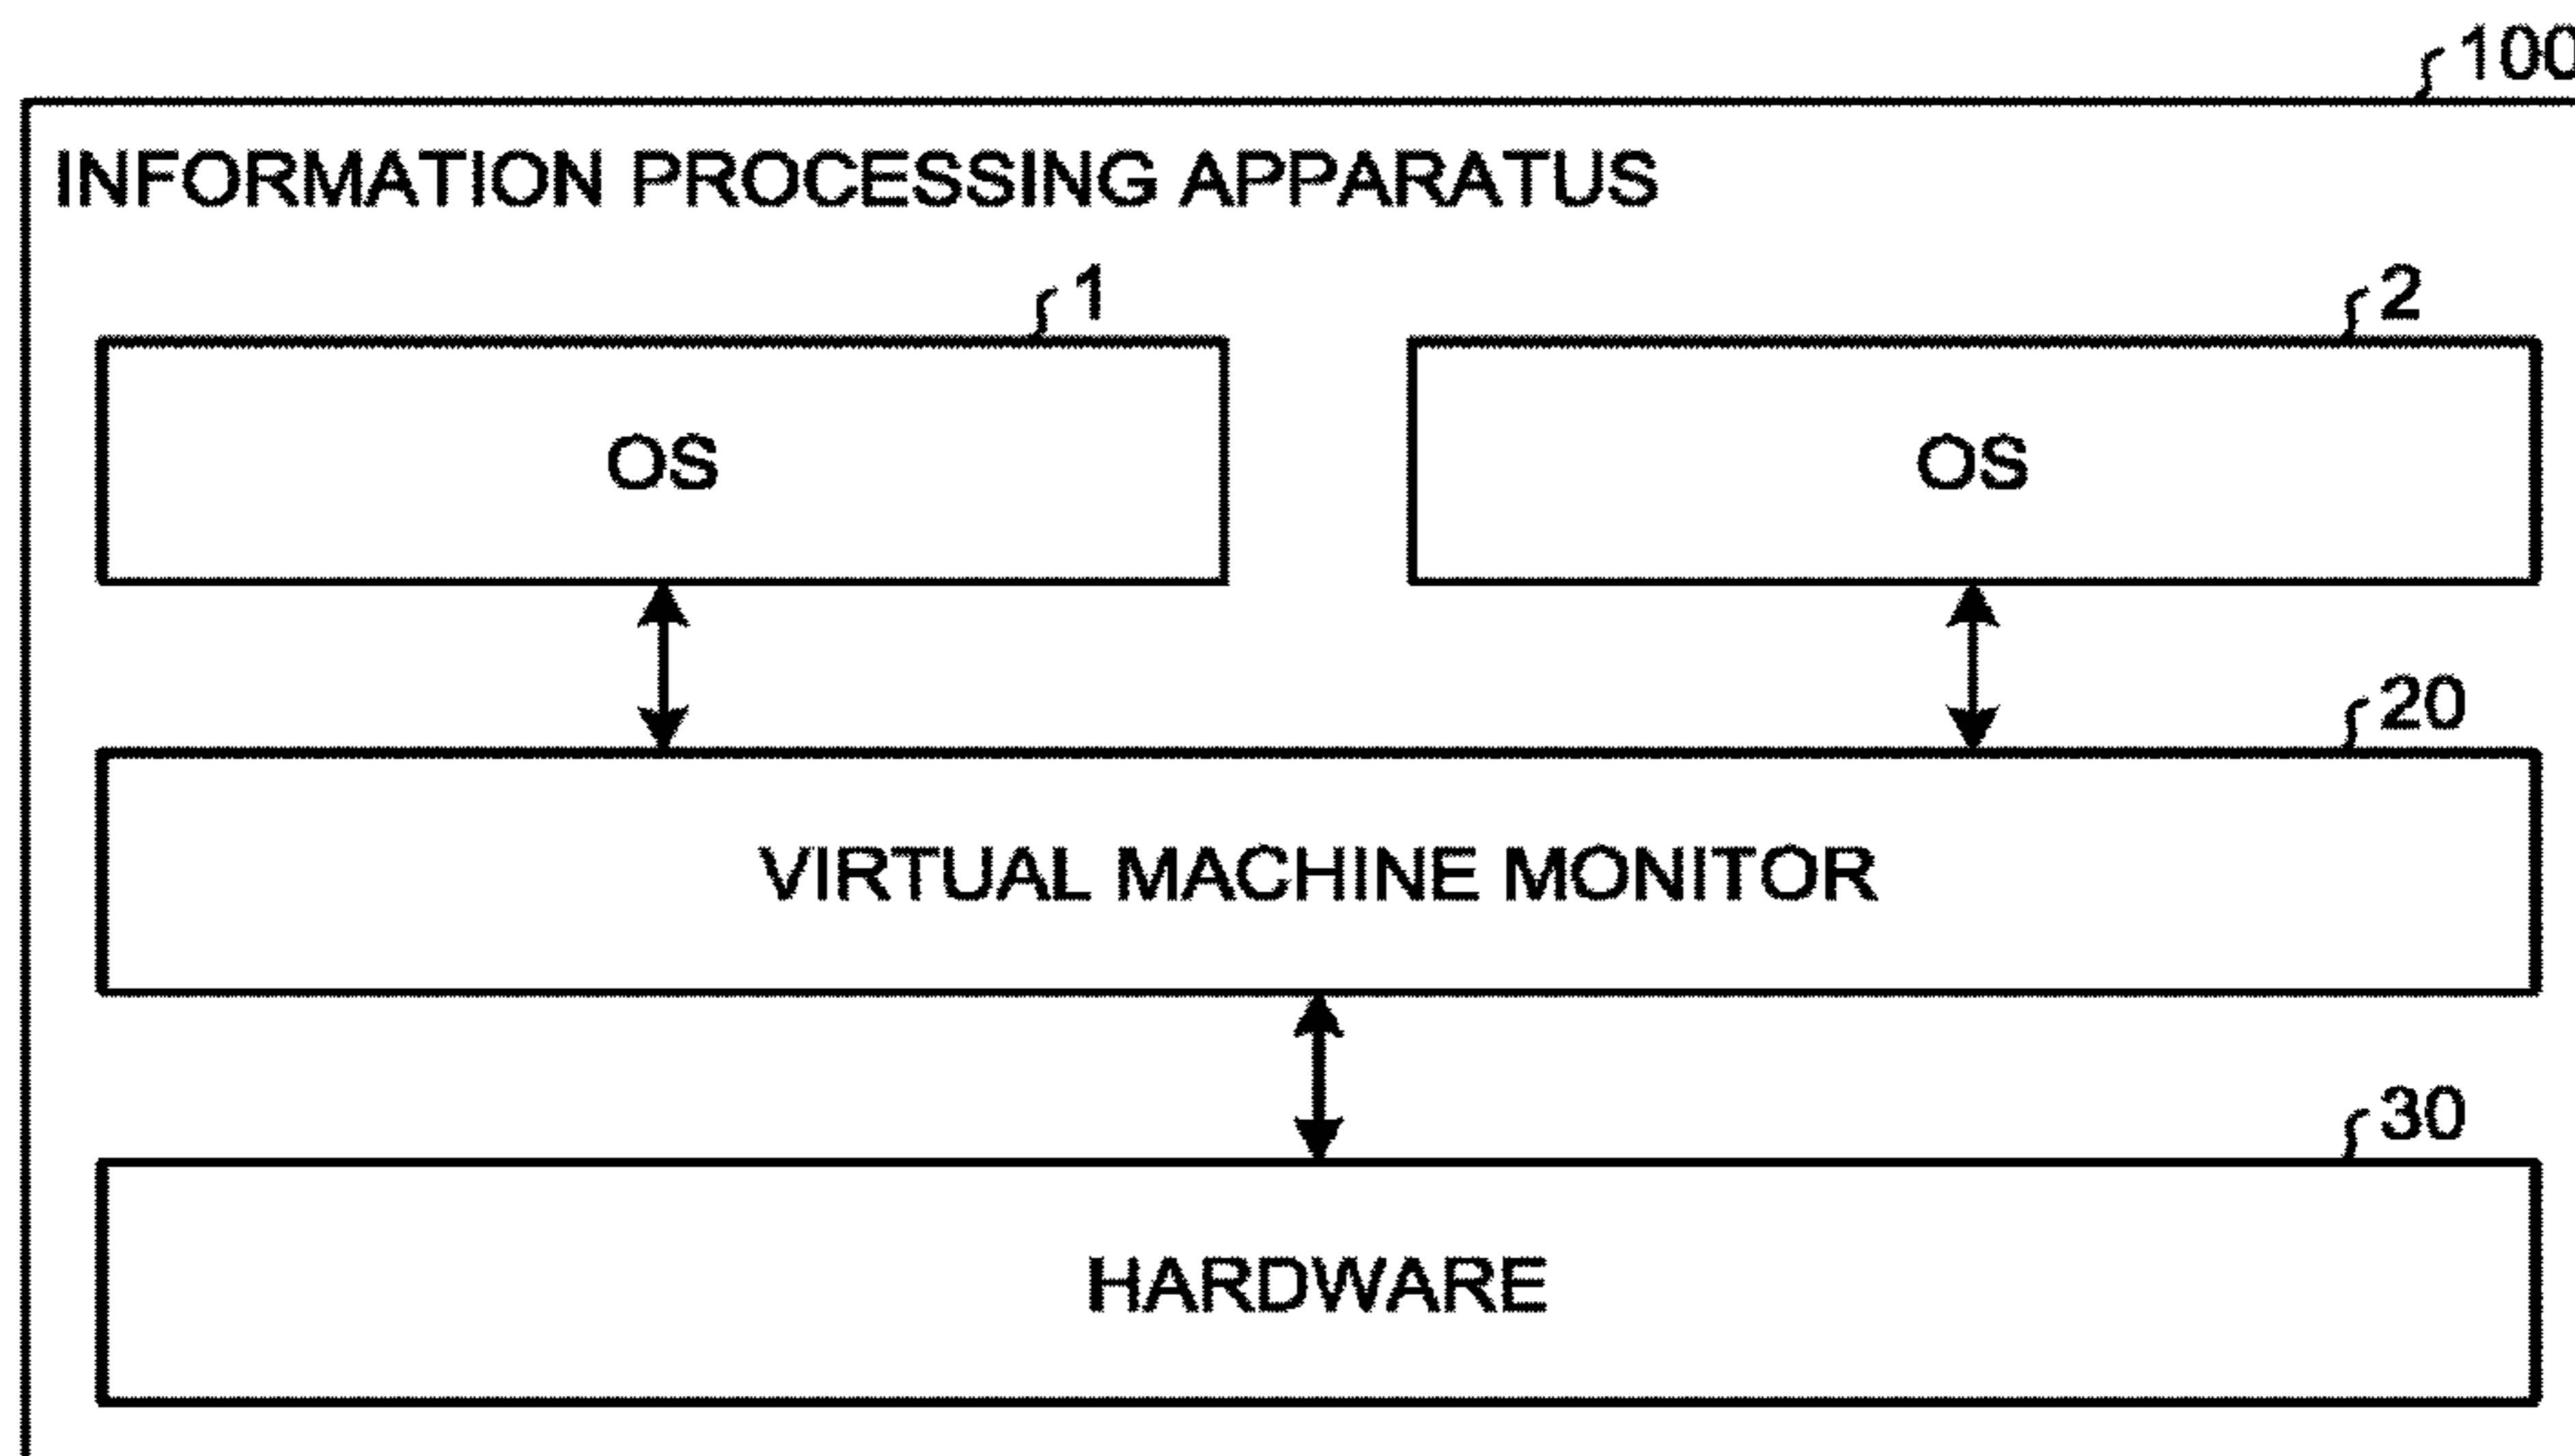 100
INFORMATION PROCESSING APPARATUS
1
2
OS
OS
20
VIRTUAL MACHINE MONITOR
30
HARDWARE